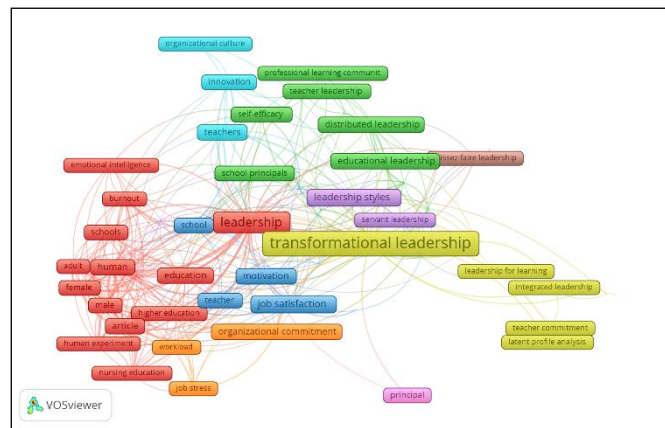 organizational culture
innovation
professional learning communit.
teacher leadership
self-efficacy
teachers
distributed leadership
educational leadership
issez-faire leadership
emotional intelligence
school principals
burnout
leadership styles
school
leadership
servant leadership
schools
transformational leadership
adult
human
education
motivation
leadership for learning
female
integrated leadership
male
teacher
job satisfaction
higher education
article
organizational commitment
teacher commitment
human experiment
workload
latent profile analysis
nursing education
job stress
principal
VOSviewer